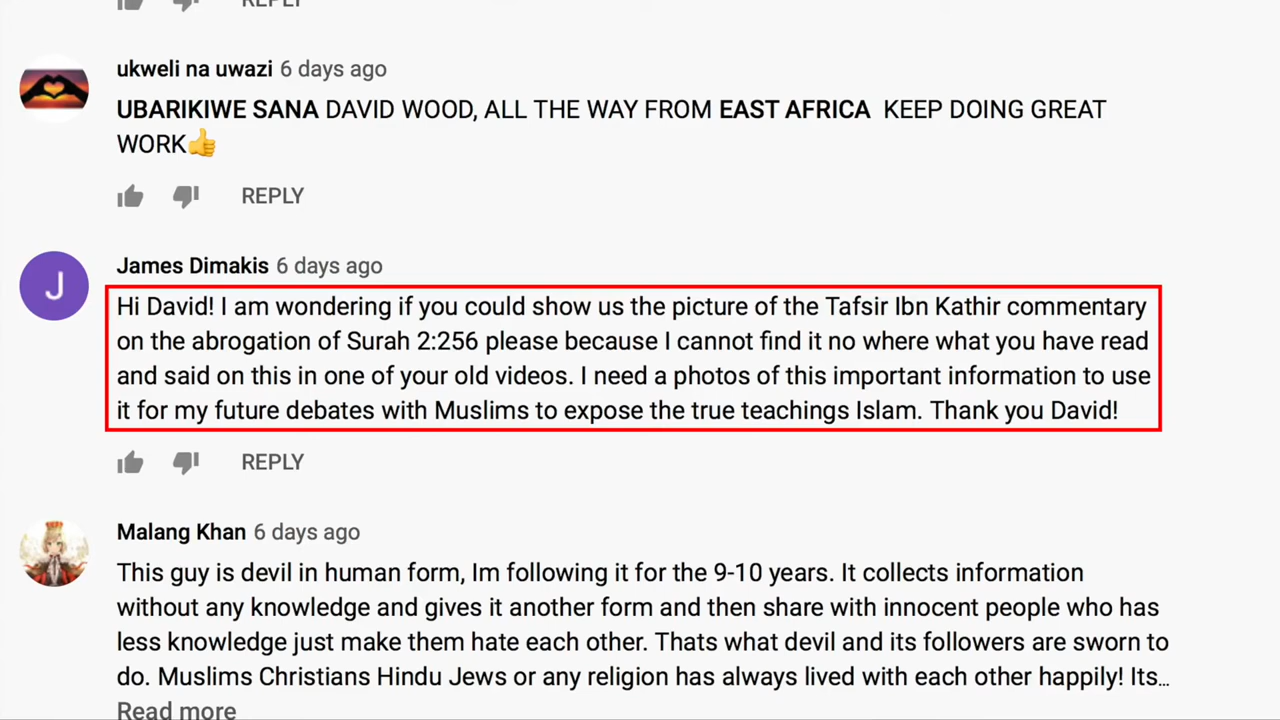 REPLY
ukweli na uwazi 6 days ago
UBARIKIWE SANA DAVID WOOD, ALL THE WAY FROM EAST AFRICA KEEP DOING GREAT
WORK👍
REPLY
J
James Dimakis 6 days ago
Hi David! I am wondering if you could show us the picture of the Tafsir Ibn Kathir commentary
on the abrogation of Surah 2:256 please because I cannot find it no where what you have read
and said on this in one of your old videos. I need a photos of this important information to use
it for my future debates with Muslims to expose the true teachings Islam. Thank you David!
REPLY
Malang Khan 6 days ago
This guy is devil in human form, Im following it for the 9-10 years. It collects information
without any knowledge and gives it another form and then share with innocent people who has
less knowledge just make them hate each other. Thats what devil and its followers are sworn to
do. Muslims Christians Hindu Jews or any religion has always lived with each other happily! Its...
Read more